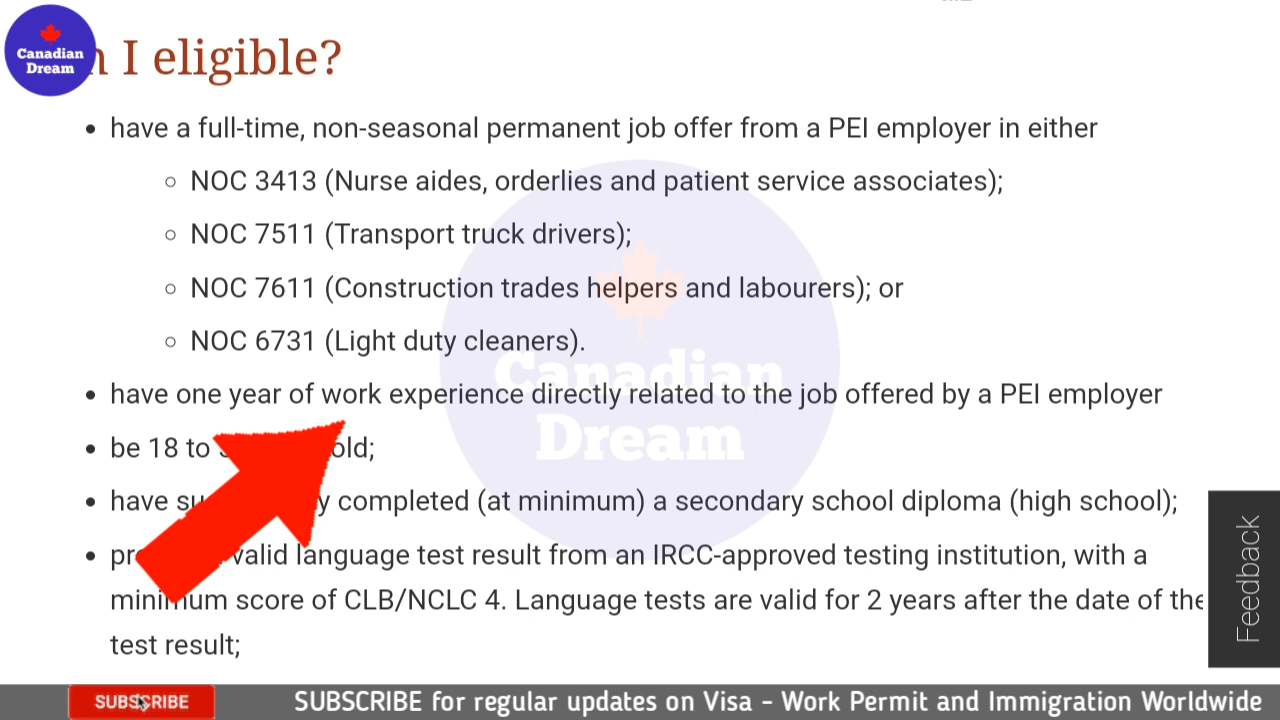 Canadian
Dream
I eligible?
have a full-time, non-seasonal permanent job offer from a PEI employer in either
NOC 3413 (Nurse aides, orderlies and patient service associates);
NOC 7511 (Transport truck drivers);
NOC 7611 (Construction trades helpers and labourers); or
NOC 6731 (Light duty cleaners).
Canadian
Dream
have one year of work experience directly related to the job offered by a PEI employer
be 18 to old;
have completed (at minimum) a secondary school diploma (high school);
valid language test result from an IRCC-approved testing institution, with a
minimum score of CLB/NCLC 4. Language tests are valid for 2 years after the date of the
test result;
Feedback
SUBSCRIBE
SUBSCRIBE for regular updates on Visa - Work Permit and Immigration Worldwide